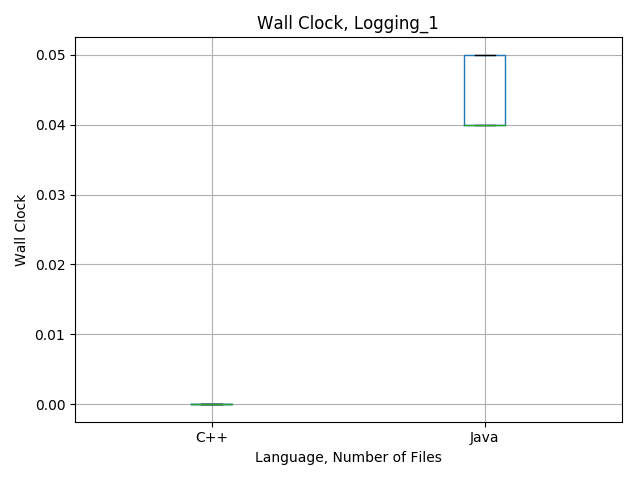 Wall Clock, Logging_1
0.05
0.04
0.03
0.02
0.01
0.00
Wall Clock
C++ Java
Language, Number of Files